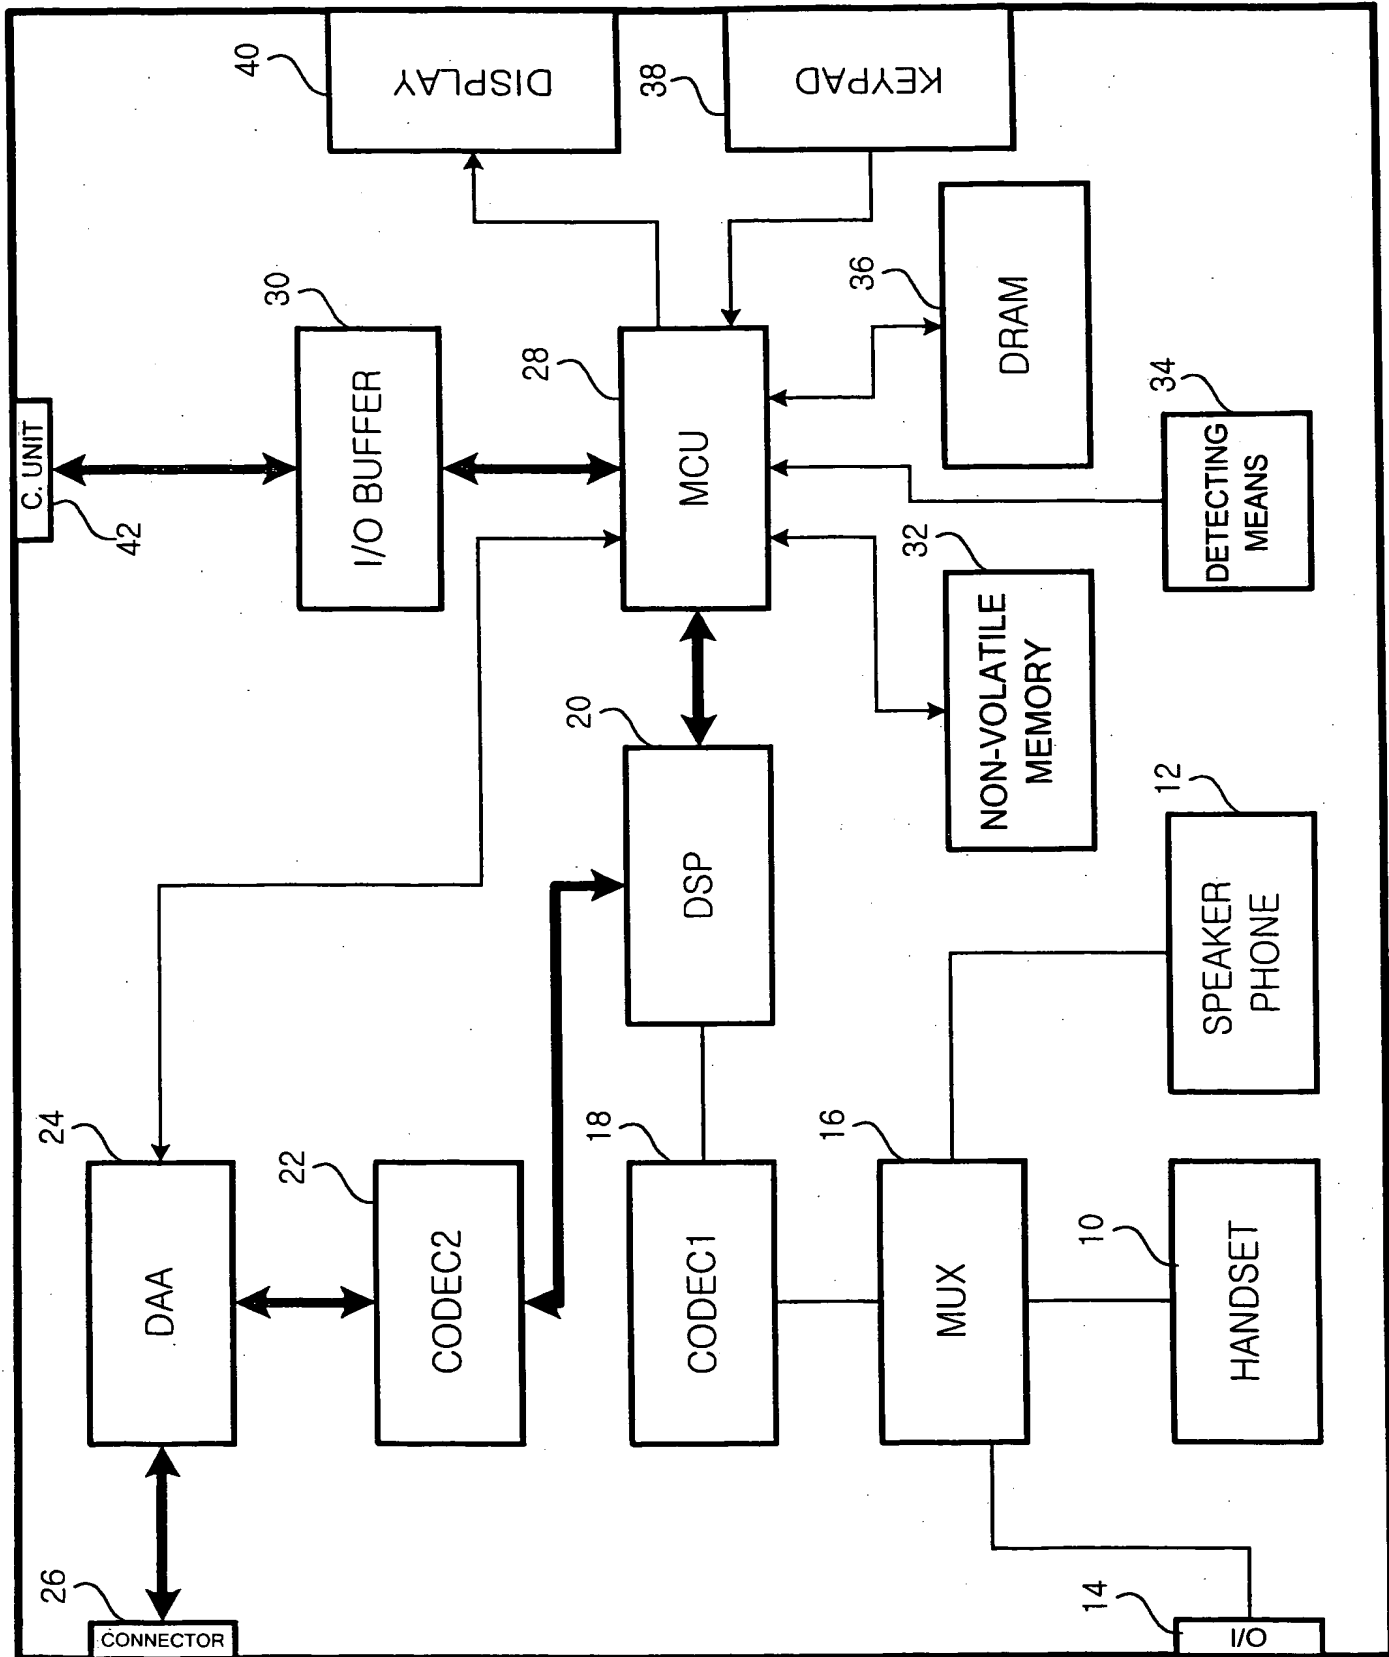 26
CONNECTOR
24
DAA
22
CODEC2
18
CODEC1
16
MUX
10
HANDSET
14
I/O
12
SPEAKER
PHONE
20
DSP
42
C. UNIT
30
I/O BUFFER
28
MCU
32
NON-VOLATILE
MEMORY
34
DETECTING
MEANS
36
DRAM
40
DISPLAY
38
KEYPAD